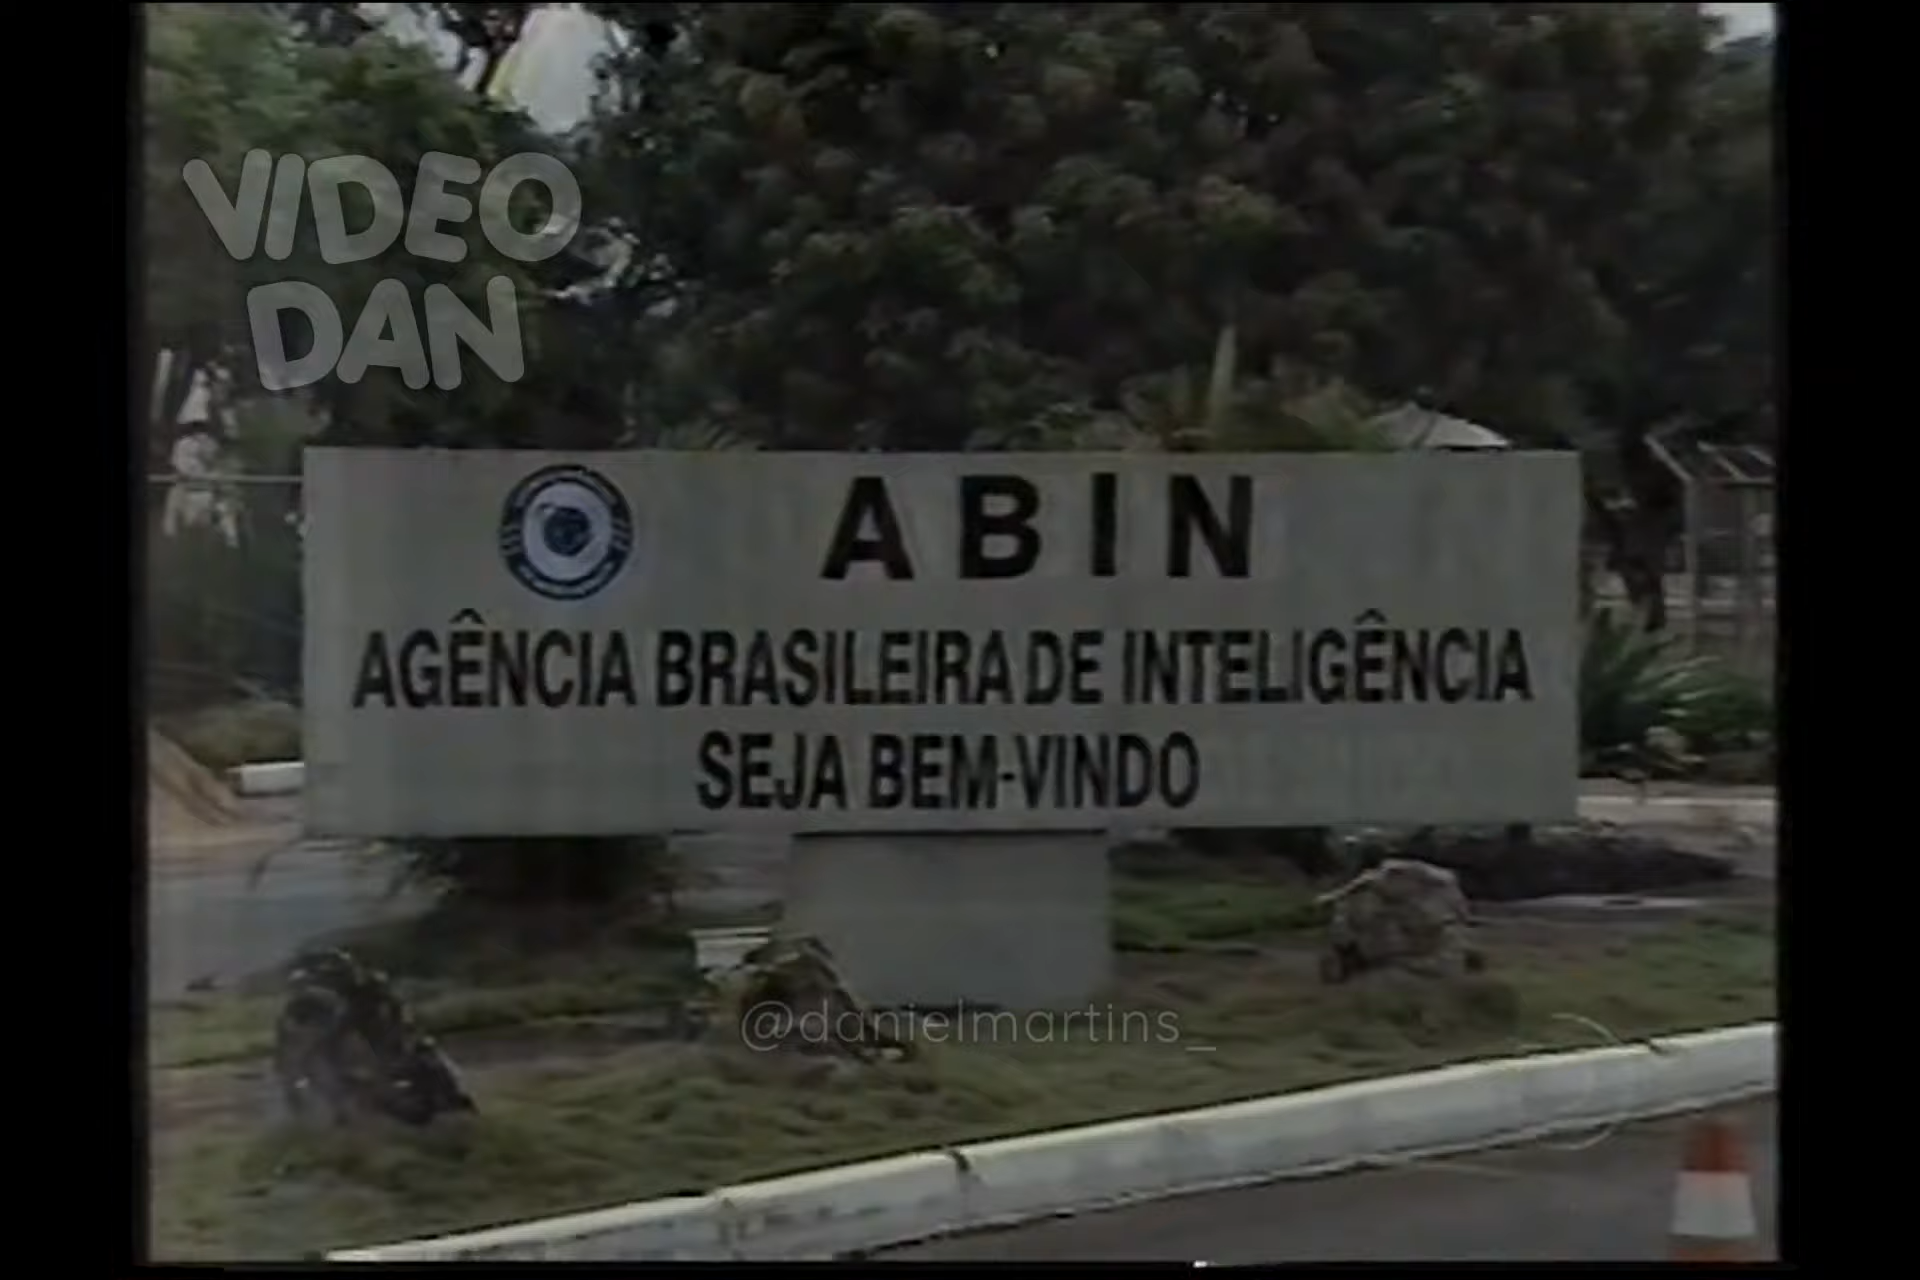 VIDEO
DAN
ABIN
AGÊNCIA BRASILEIRA DE INTELIGÊNCIA
SEJA BEM-VINDO
@danielmartins_